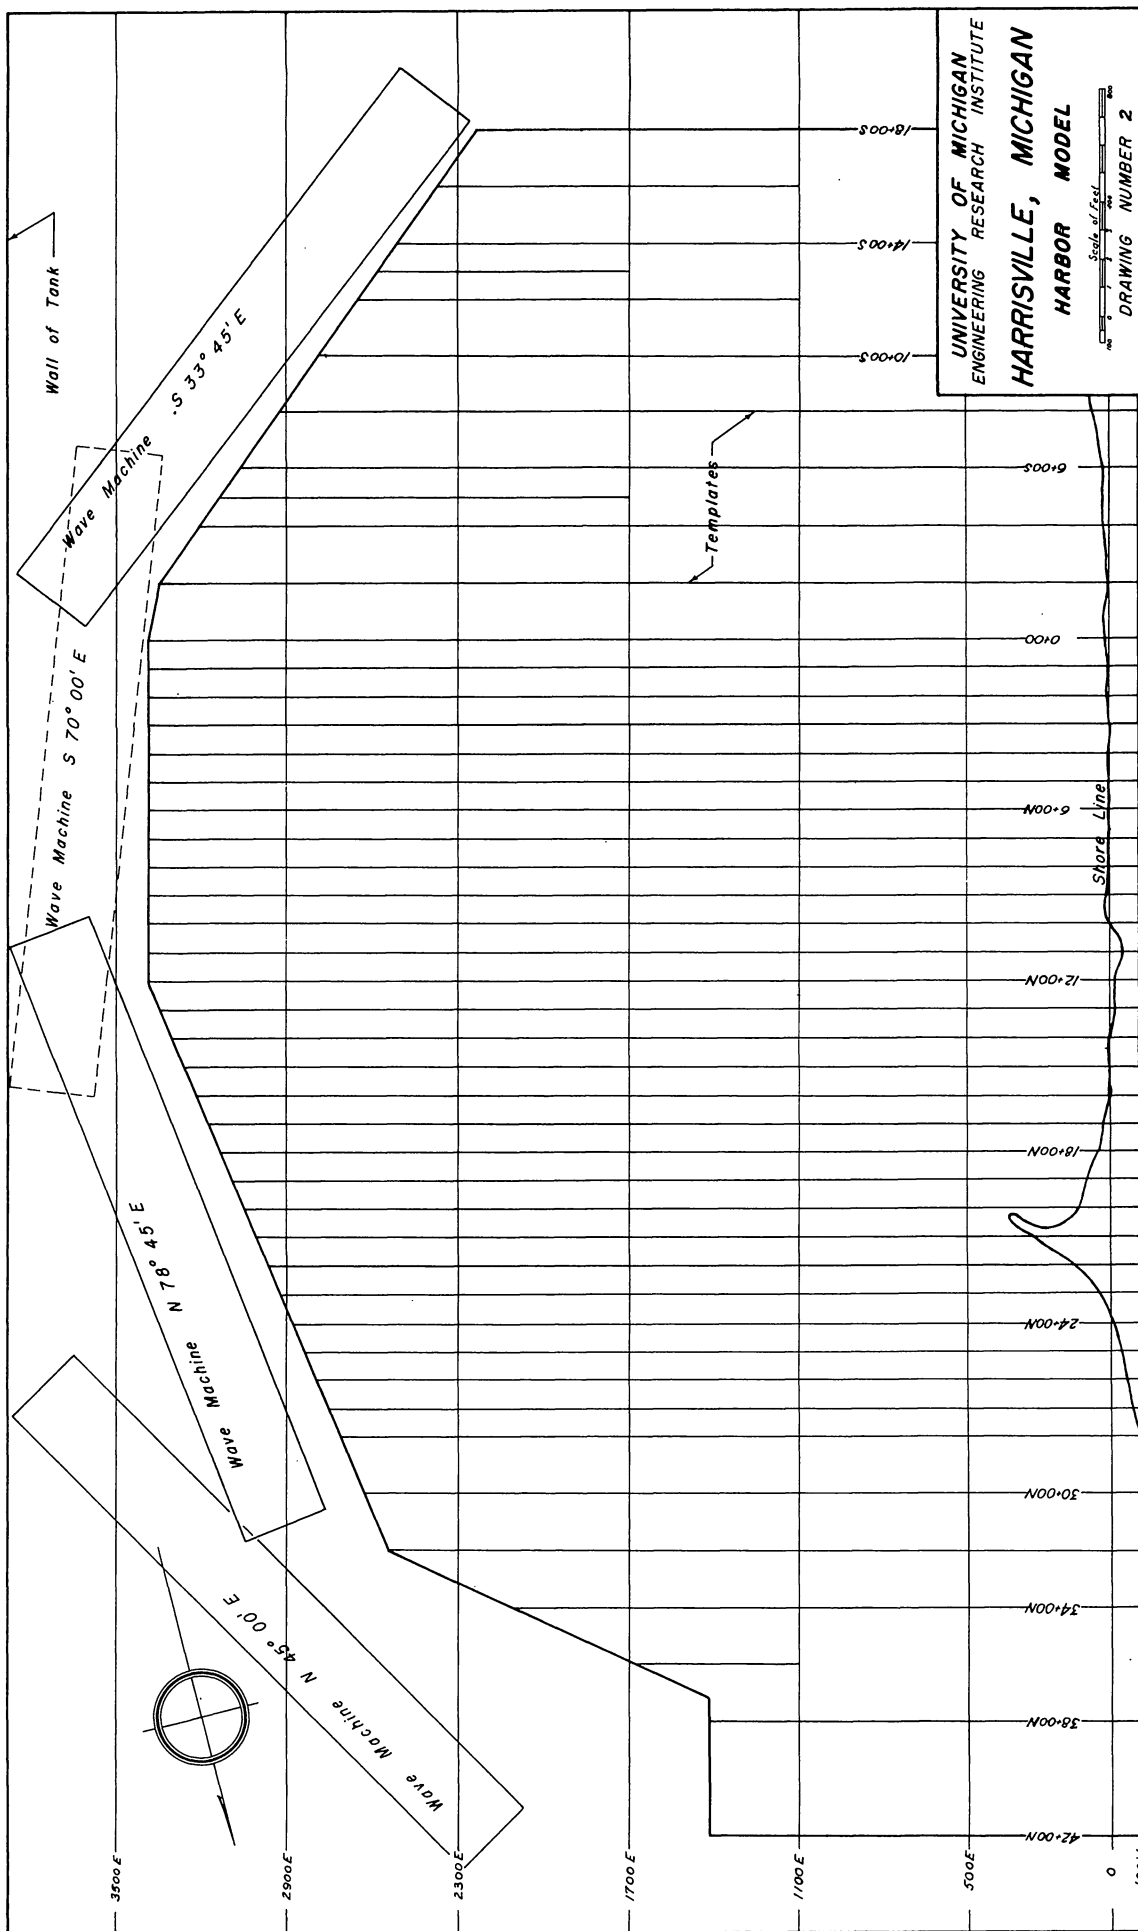 Wall of Tank
Wave Machine S 33° 45' E
Wave Machine S 70° 00' E
Wave Machine N 78° 45' E
Wave Machine N 45° 00' E
Templates
Shore Line
3500E
2900E
2300E
1700E
1100E
500E
0
18+00S
14+00S
10+00S
6+00S
0+00
6+00N
12+00N
18+00N
24+00N
30+00N
34+00N
38+00N
42+00N
UNIVERSITY OF MICHIGAN
ENGINEERING RESEARCH INSTITUTE
HARRISVILLE, MICHIGAN
HARBOR MODEL
Scale of Feet
DRAWING NUMBER 2